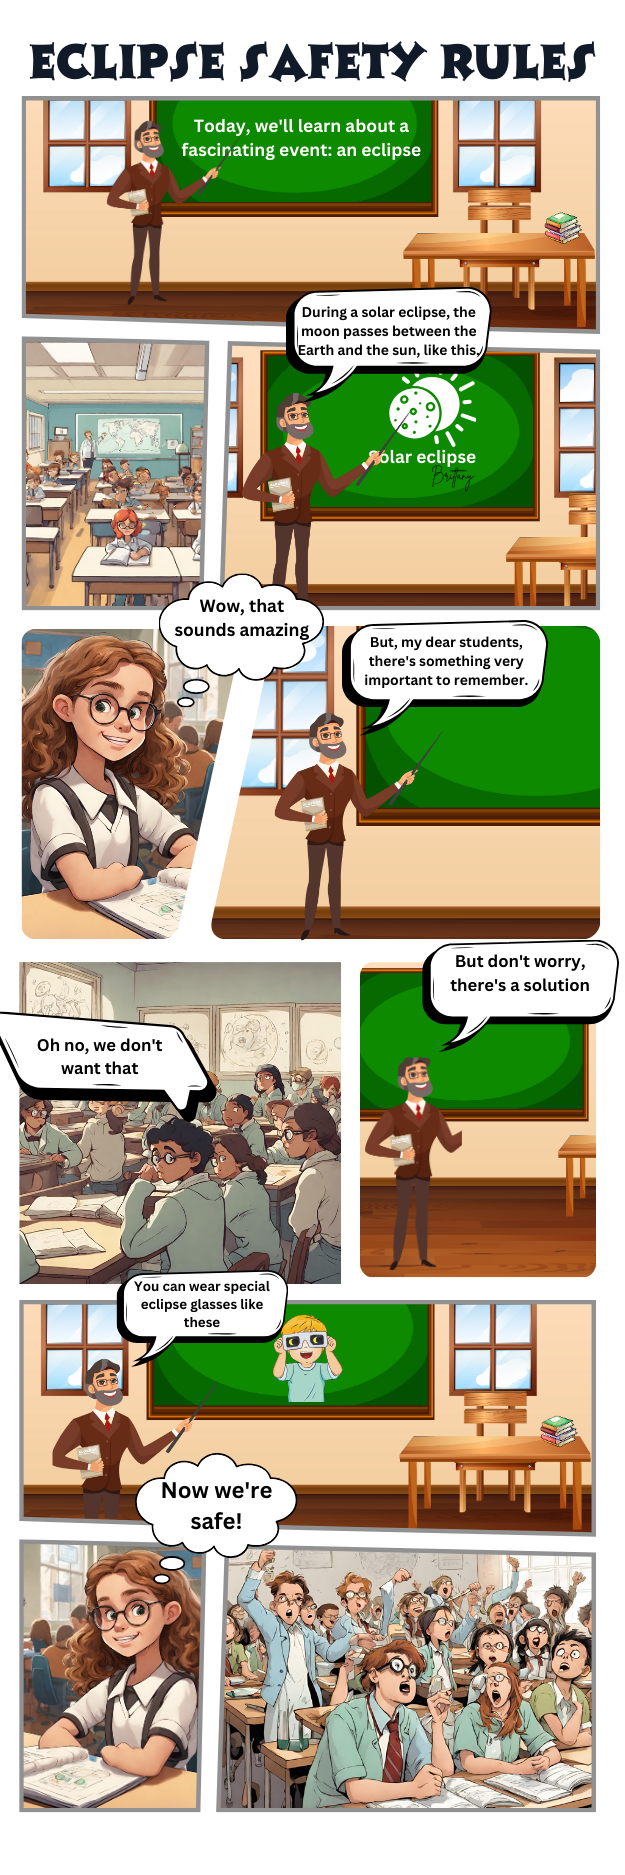 ECLIPSE SAFETY RULES
Today, we'll learn about a
fascinating event: an eclipse
During a solar eclipse, the
moon passes between the
Earth and the sun, like this.
Solar eclipse
Brittany
Wow, that
sounds amazing
But, my dear students,
there's something very
important to remember.
Oh no, we don't
want that
But don't worry,
there's a solution
You can wear special
eclipse glasses like
these
Now we're
safe!